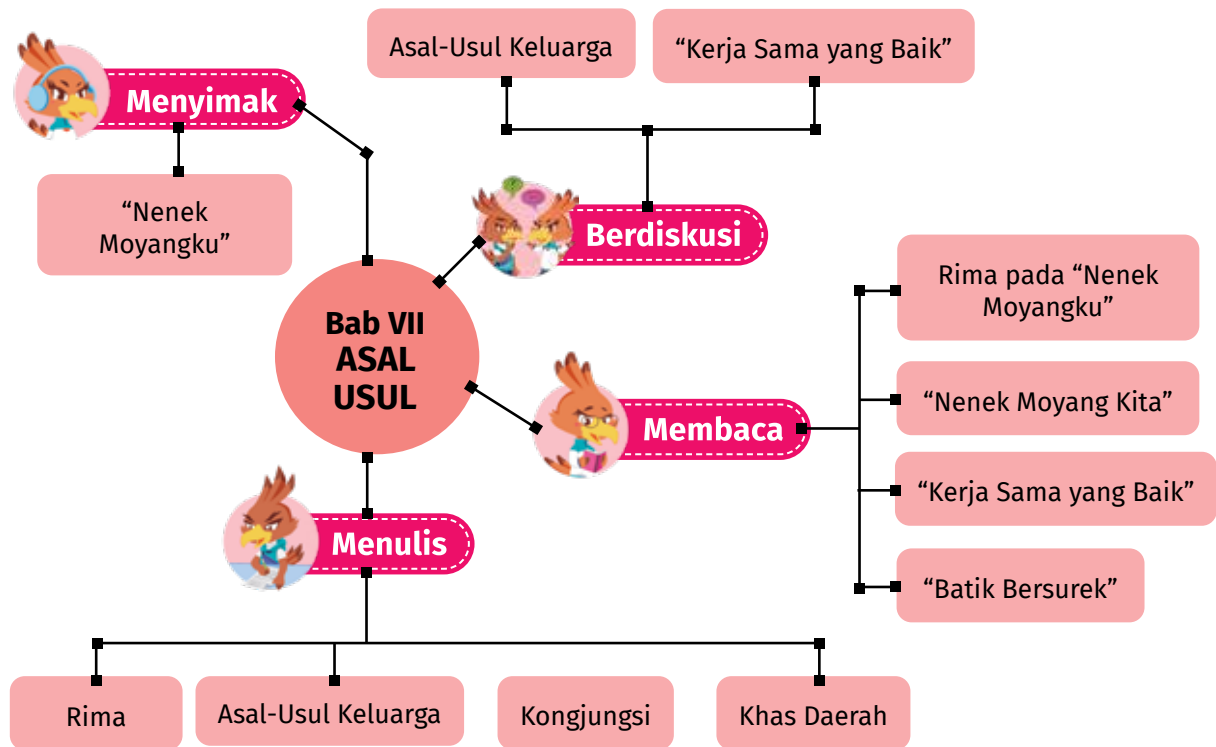 Menyimak
“Nenek
Moyangku”
Asal-Usul Keluarga
“Kerja Sama yang Baik”
Berdiskusi
Bab VII
ASAL
USUL
Membaca
Rima pada “Nenek
Moyangku”
“Nenek Moyang Kita”
“Kerja Sama yang Baik”
“Batik Bersurek”
Menulis
Rima
Asal-Usul Keluarga
Kongjungsi
Khas Daerah